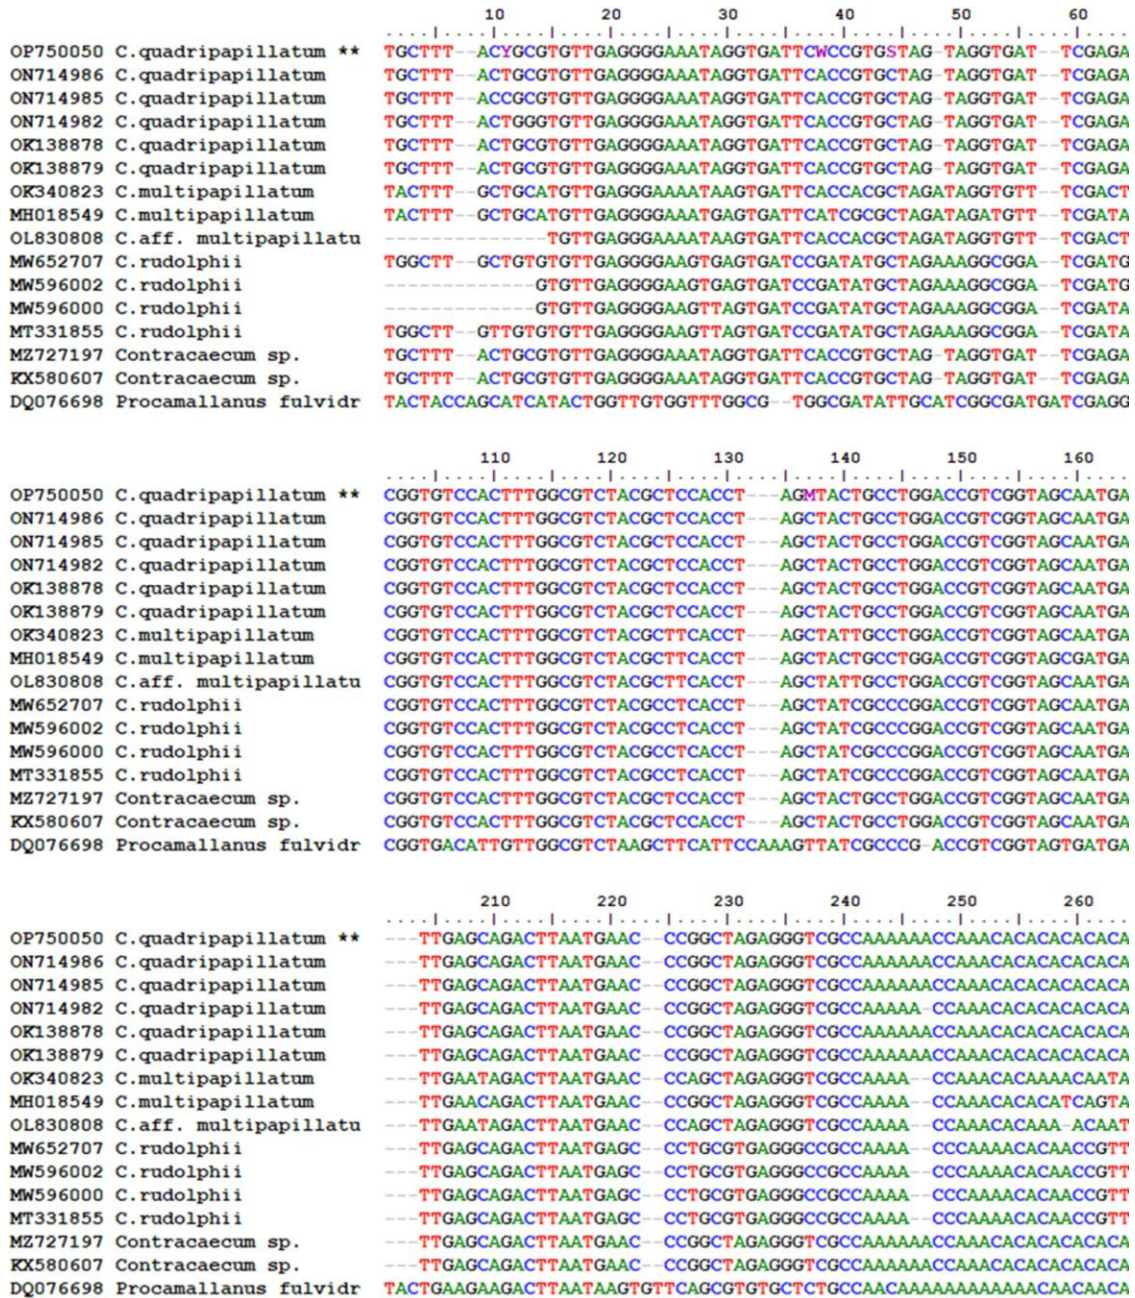 10 20 30 40 50 60
....|....|....|....|....|....|....|....|....|....|....|....|....
OP750050 C.quadripapillatum ** TGCTTT--ACYGCGTGTTGAGGGGAAATAGGTGATTCWCCGTGSTAG-TAGGTGAT--TCGAGA
ON714986 C.quadripapillatum TGCTTT--ACTGCGTGTTGAGGGGAAATAGGTGATTCACCGTGCTAG-TAGGTGAT--TCGAGA
ON714985 C.quadripapillatum TGCTTT--ACCGCGTGTTGAGGGGAAATAGGTGATTCACCGTGCTAG-TAGGTGAT--TCGAGA
ON714982 C.quadripapillatum TGCTTT--ACTGGGTGTTGAGGGGAAATAGGTGATTCACCGTGCTAG-TAGGTGAT--TCGAGA
OK138878 C.quadripapillatum TGCTTT--ACTGCGTGTTGAGGGGAAATAGGTGATTCACCGTGCTAG-TAGGTGAT--TCGAGA
OK138879 C.quadripapillatum TGCTTT--ACTGCGTGTTGAGGGGAAATAGGTGATTCACCGTGCTAG-TAGGTGAT--TCGAGA
OK340823 C.multipapillatum TACTTT--GCTGCATGTTGAGGGGAAAATAAGTGATTCACCACGCTAGATAGGTGTT--TCGACT
MH018549 C.multipapillatum TACTTT--GCTGCATGTTGAGGGGAAATGAGTGATTCATCGCGCTAGATAGATGTT--TCGATA
OL830808 C.aff. multipapillatu --------------TGTTGAGGGAAAATAAGTGATTCACCACGCTAGATAGGTGTT--TCGACT
MW652707 C.rudolphii TGGCTT--GCTGTGTGTTGAGGGGAAGTGAGTGATCCGATATGCTAGAAAGGCGGA--TCGATG
MW596002 C.rudolphii -------------GTGTTGAGGGGAAGTGAGTGATCCGATATGCTAGAAAGGCGGA--TCGATG
MW596000 C.rudolphii -------------GTGTTGAGGGGAAGTTAGTGATCCGATATGCTAGAAAGGCGGA--TCGATA
MT331855 C.rudolphii TGGCTT--GTTGTGTGTTGAGGGGAAGTTAGTGATCCGATATGCTAGAAAGGCGGA--TCGATA
MZ727197 Contracaecum sp. TGCTTT--ACTGCGTGTTGAGGGGAAATAGGTGATTCACCGTGCTAG-TAGGTGAT--TCGAGA
KX580607 Contracaecum sp. TGCTTT--ACTGCGTGTTGAGGGGAAATAGGTGATTCACCGTGCTAG-TAGGTGAT--TCGAGA
DQ076698 Procamallanus fulvidr TACTACCAGCATCATACTGGTTGTGGTTTGGCG--TGGCGATATTGCATCGGCGATGATCGAGG
110 120 130 140 150 160
....|....|....|....|....|....|....|....|....|....|....|....|....
OP750050 C.quadripapillatum ** CGGTGTCCACTTTGGCGTCTACGCTCCACCT---AGMTACTGCCTGGACCGTCGGTAGCAATGA
ON714986 C.quadripapillatum CGGTGTCCACTTTGGCGTCTACGCTCCACCT---AGCTACTGCCTGGACCGTCGGTAGCAATGA
ON714985 C.quadripapillatum CGGTGTCCACTTTGGCGTCTACGCTCCACCT---AGCTACTGCCTGGACCGTCGGTAGCAATGA
ON714982 C.quadripapillatum CGGTGTCCACTTTGGCGTCTACGCTCCACCT---AGCTACTGCCTGGACCGTCGGTAGCAATGA
OK138878 C.quadripapillatum CGGTGTCCACTTTGGCGTCTACGCTCCACCT---AGCTACTGCCTGGACCGTCGGTAGCAATGA
OK138879 C.quadripapillatum CGGTGTCCACTTTGGCGTCTACGCTCCACCT---AGCTACTGCCTGGACCGTCGGTAGCAATGA
OK340823 C.multipapillatum CGGTGTCCACTTTGGCGTCTACGCTTCACCT---AGCTATTGCCTGGACCGTCGGTAGCAATGA
MH018549 C.multipapillatum CGGTGTCCACTTTGGCGTCTACGCTTCACCT---AGCTACTGCCTGGACCGTCGGTAGCGATGA
OL830808 C.aff. multipapillatu CGGTGTCCACTTTGGCGTCTACGCTTCACCT---AGCTATTGCCTGGACCGTCGGTAGCAATGA
MW652707 C.rudolphii CGGTGTCCACTTTGGCGTCTACGCCTCACCT---AGCTATCGCCCGGACCGTCGGTAGCAATGA
MW596002 C.rudolphii CGGTGTCCACTTTGGCGTCTACGCCTCACCT---AGCTATCGCCCGGACCGTCGGTAGCAATGA
MW596000 C.rudolphii CGGTGTCCACTTTGGCGTCTACGCCTCACCT---AGCTATCGCCCGGACCGTCGGTAGCAATGA
MT331855 C.rudolphii CGGTGTCCACTTTGGCGTCTACGCCTCACCT---AGCTATCGCCCGGACCGTCGGTAGCAATGA
MZ727197 Contracaecum sp. CGGTGTCCACTTTGGCGTCTACGCTCCACCT---AGCTACTGCCTGGACCGTCGGTAGCAATGA
KX580607 Contracaecum sp. CGGTGTCCACTTTGGCGTCTACGCTCCACCT---AGCTACTGCCTGGACCGTCGGTAGCAATGA
DQ076698 Procamallanus fulvidr CGGTGACATTGTTGGCGTCTAAGCTTCATTCCAAAGTTATCGCCCG-ACCGTCGGTAGTGATGA
210 220 230 240 250 260
....|....|....|....|....|....|....|....|....|....|....|....|....
OP750050 C.quadripapillatum ** ---TTGAGCAGACTTAATGAAC--CCGGCTAGAGGGTCGCCAAAAAACCAAACACACACACACA
ON714986 C.quadripapillatum ---TTGAGCAGACTTAATGAAC--CCGGCTAGAGGGTCGCCAAAAAACCAAACACACACACACA
ON714985 C.quadripapillatum ---TTGAGCAGACTTAATGAAC--CCGGCTAGAGGGTCGCCAAAAAACCAAACACACACACACA
ON714982 C.quadripapillatum ---TTGAGCAGACTTAATGAAC--CCGGCTAGAGGGTCGCCAAAAA-CCAAACACACACACACA
OK138878 C.quadripapillatum ---TTGAGCAGACTTAATGAAC--CCGGCTAGAGGGTCGCCAAAAAACCAAACACACACACACA
OK138879 C.quadripapillatum ---TTGAGCAGACTTAATGAAC--CCGGCTAGAGGGTCGCCAAAAAACCAAACACACACACACA
OK340823 C.multipapillatum ---TTGAATAGACTTAATGAAC--CCAGCTAGAGGGTCGCCAAAA--CCAAACACAAAACAATA
MH018549 C.multipapillatum ---TTGAACAGACTTAATGAAC--CCGGCTAGAGGGTCGCCAAAA--CCAAACACACATCAGTA
OL830808 C.aff. multipapillatu ---TTGAATAGACTTAATGAAC--CCAGCTAGAGGGTCGCCAAAA--CCAAACACAAA-ACAAT
MW652707 C.rudolphii ---TTGAGCAGACTTAATGAGC--CCTGCGTGAGGGCCGCCAAAA--CCCAAAACACAACCGTT
MW596002 C.rudolphii ---TTGAGCAGACTTAATGAGC--CCTGCGTGAGGGCCGCCAAAA--CCCAAAACACAACCGTT
MW596000 C.rudolphii ---TTGAGCAGACTTAATGAGC--CCTGCGTGAGGGCCGCCAAAA--CCCAAAACACAACCGTT
MT331855 C.rudolphii ---TTGAGCAGACTTAATGAGC--CCTGCGTGAGGGCCGCCAAAA--CCCAAAACACAACCGTT
MZ727197 Contracaecum sp. ---TTGAGCAGACTTAATGAAC--CCGGCTAGAGGGTCGCCAAAAAACCAAACACACACACACA
KX580607 Contracaecum sp. ---TTGAGCAGACTTAATGAAC--CCGGCTAGAGGGTCGCCAAAAAACCAAACACACACACACA
DQ076698 Procamallanus fulvidr TACTGAAGAAGACTTAATAAGTGTTCAGCGTGTGCTCTGCCAACAAAAAAAAAAAACAACAACA